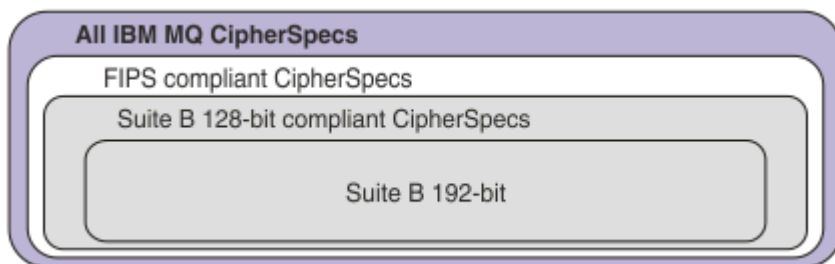 All IBM MQ CipherSpecs
FIPS compliant CipherSpecs
Suite B 128-bit compliant CipherSpecs
Suite B 192-bit